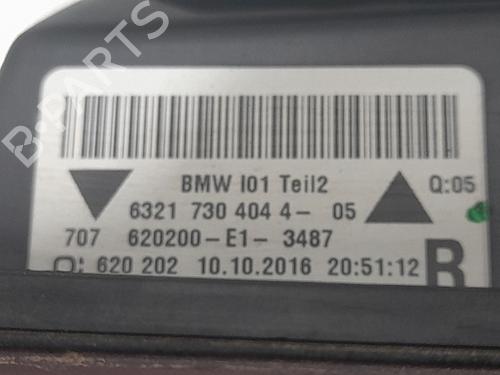 B-PARTS
BMW I01 Teil2 Q:05
6321 730 404 4- 05
707 620200-E1- 3487
620 202 10.10.2016 20:51:12 R